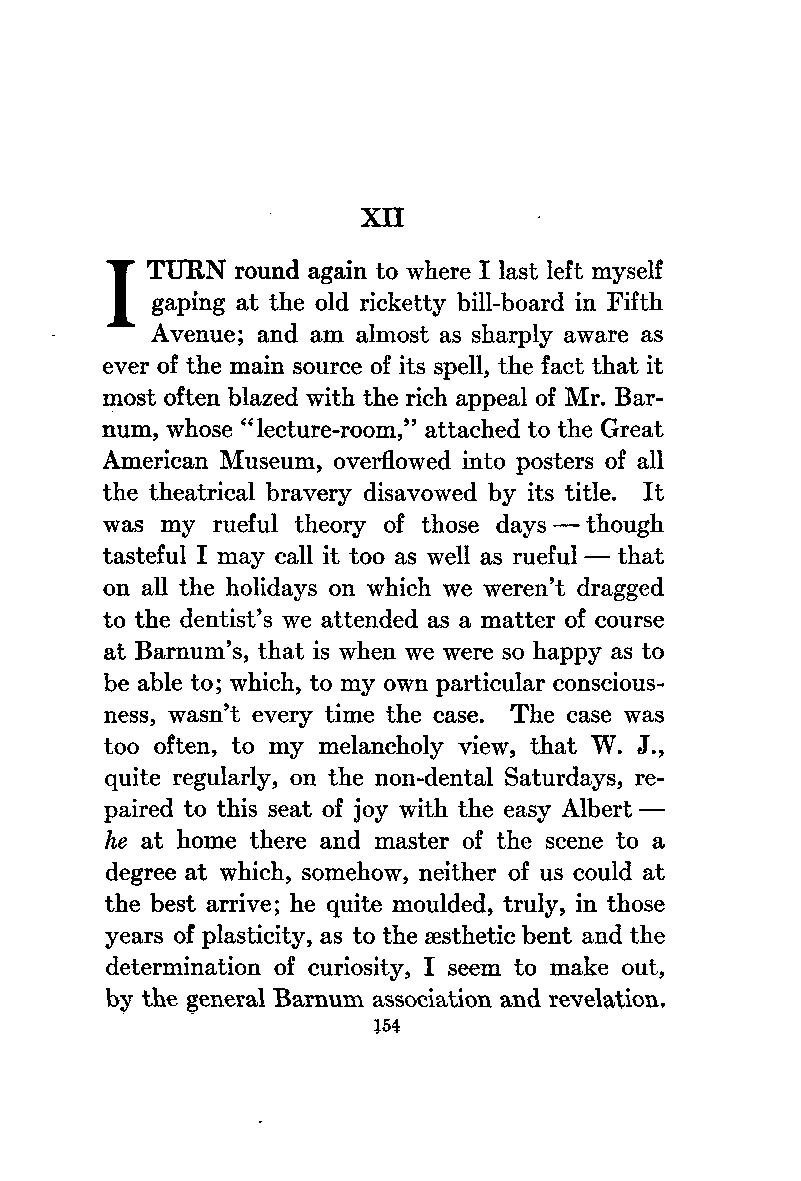 XII
I TURN round again to where I last left myself
gaping at the old ricketty bill-board in Fifth
Avenue; and am almost as sharply aware as
ever of the main source of its spell, the fact that it
most often blazed with the rich appeal of Mr. Bar-
num, whose “lecture-room,” attached to the Great
American Museum, overflowed into posters of all
the theatrical bravery disavowed by its title. It
was my rueful theory of those days — though
tasteful I may call it too as well as rueful — that
on all the holidays on which we weren’t dragged
to the dentist’s we attended as a matter of course
at Barnum’s, that is when we were so happy as to
be able to; which, to my own particular conscious-
ness, wasn’t every time the case. The case was
too often, to my melancholy view, that W. J.,
quite regularly, on the non-dental Saturdays, re-
paired to this seat of joy with the easy Albert —
he at home there and master of the scene to a
degree at which, somehow, neither of us could at
the best arrive; he quite moulded, truly, in those
years of plasticity, as to the æsthetic bent and the
determination of curiosity, I seem to make out,
by the general Barnum association and revelation.
154